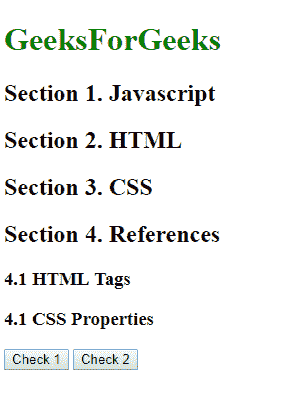 GeeksForGeeks
Section 1. Javascript
Section 2. HTML
Section 3. CSS
Section 4. References
4.1 HTML Tags
4.1 CSS Properties
Check 1 Check 2